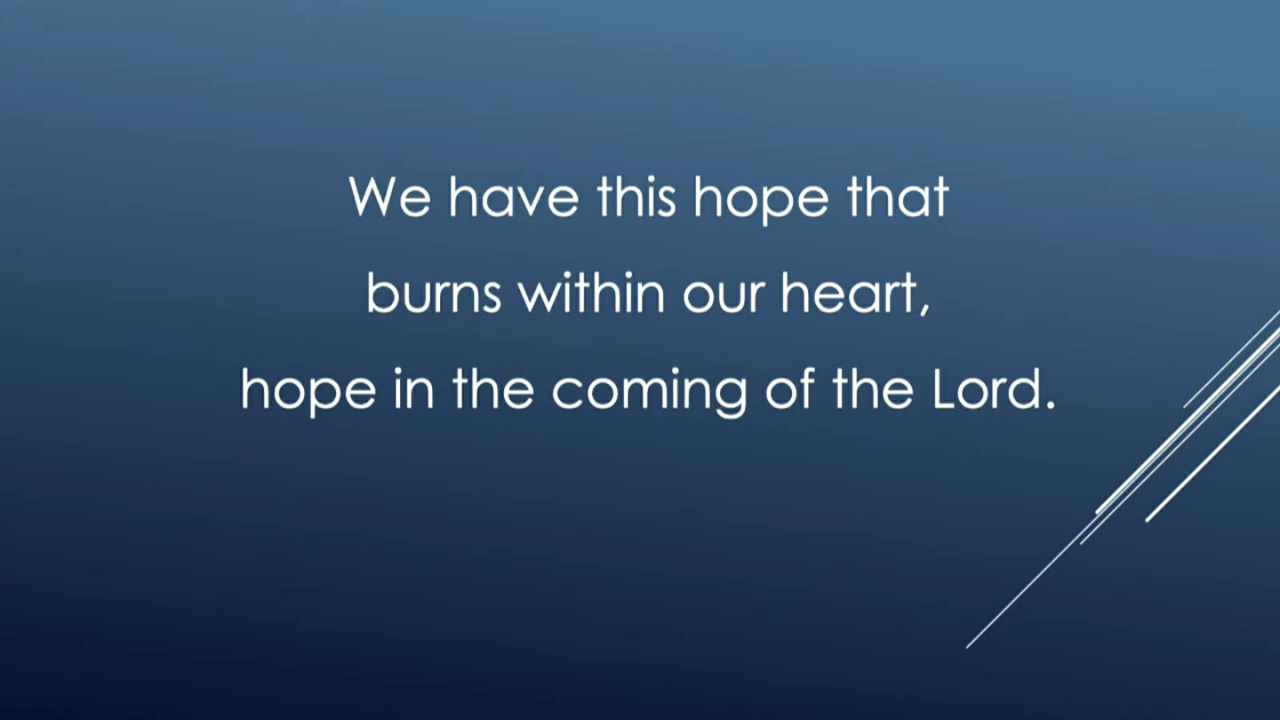 We have this hope that
burns within our heart,
hope in the coming of the Lord.